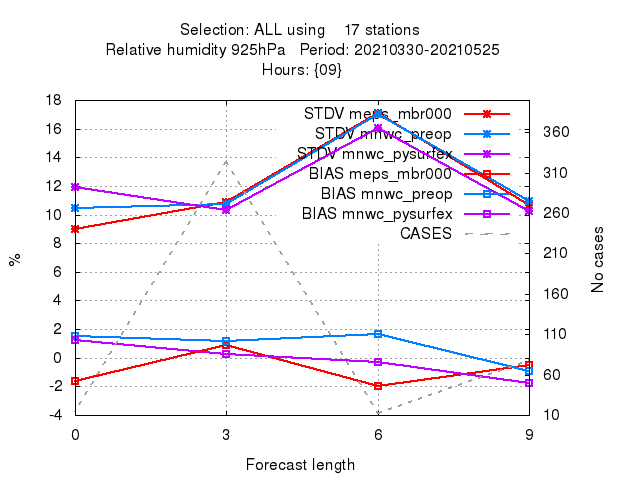 Selection: ALL using    17 stations
Relative humidity 925hPa   Period: 20210330-20210525
Hours: {09}
STDV meps_mbr000
STDV mnwc_preop
STDV mnwc_pysurfex
BIAS meps_mbr000
BIAS mnwc_preop
BIAS mnwc_pysurfex
CASES
18
16
14
12
10
8
6
4
2
0
-2
-4
%
360
310
260
210
160
110
60
10
No cases
0 3 6 9
Forecast length